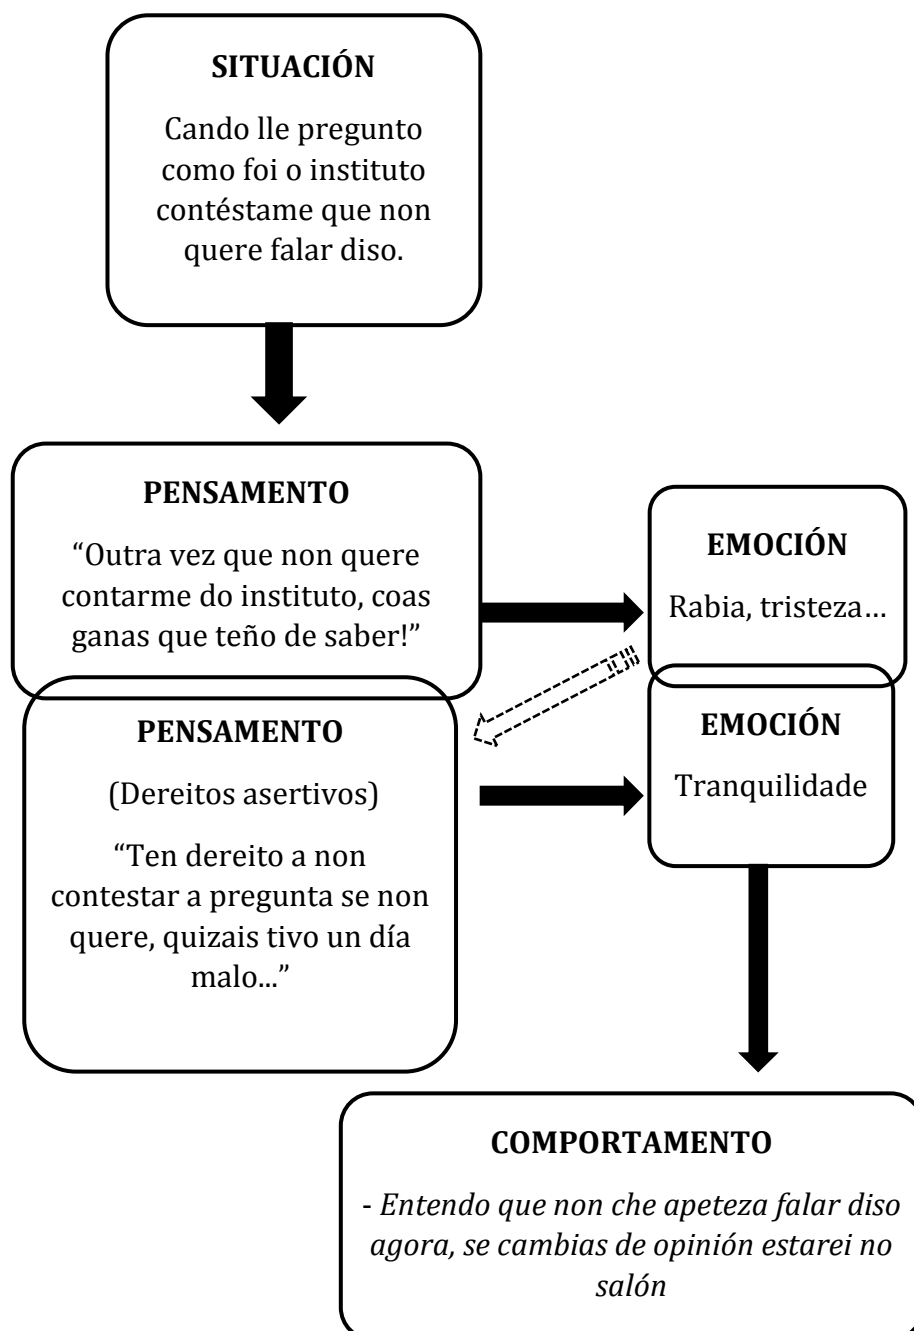 SITUACIÓN
Cando lle pregunto
como foi o instituto
contéstame que non
quere falar diso.
PENSAMENTO
“Outra vez que non quere
contarme do instituto, coas
ganas que teño de saber!”
EMOCIÓN
Rabia, tristeza…
PENSAMENTO
(Dereitos asertivos)
“Ten dereito a non
contestar a pregunta se non
quere, quizais tivo un día
malo...”
EMOCIÓN
Tranquilidade
COMPORTAMENTO
- Entendo que non che apeteza falar diso
agora, se cambias de opinión estarei no
salón